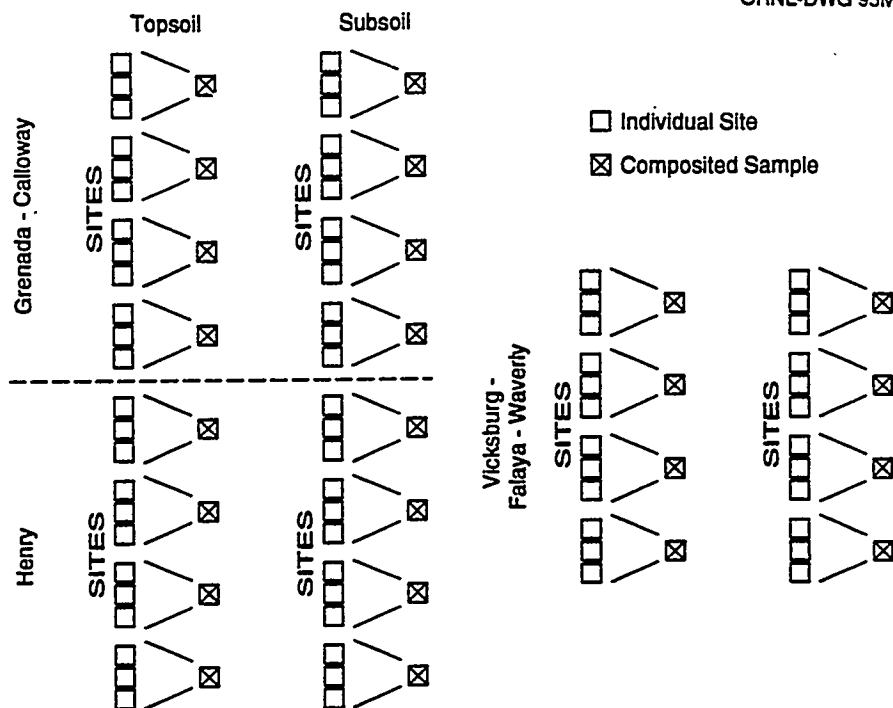 Topsoil
Subsoil
Grenada - Calloway
SITES
SITES
Individual Site
Composited Sample
Henry
SITES
SITES
Vicksburg -
Falaya - Waverly
SITES
SITES